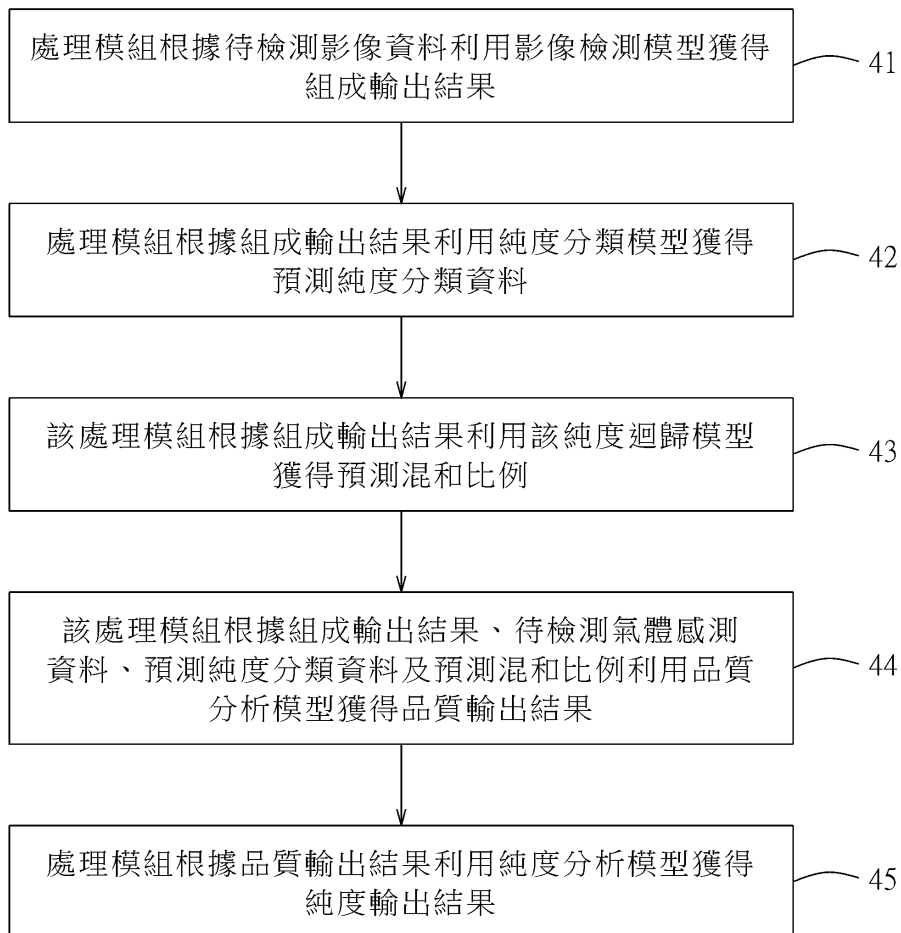 處理模組根據待檢測影像資料利用影像檢測模型獲得
組成輸出結果
41
處理模組根據組成輸出結果利用純度分類模型獲得
預測純度分類資料
42
該處理模組根據組成輸出結果利用該純度迴歸模型
獲得預測混和比例
43
該處理模組根據組成輸出結果、待檢測氣體感測
資料、預測純度分類資料及預測混和比例利用品質
分析模型獲得品質輸出結果
44
處理模組根據品質輸出結果利用純度分析模型獲得
純度輸出結果
45